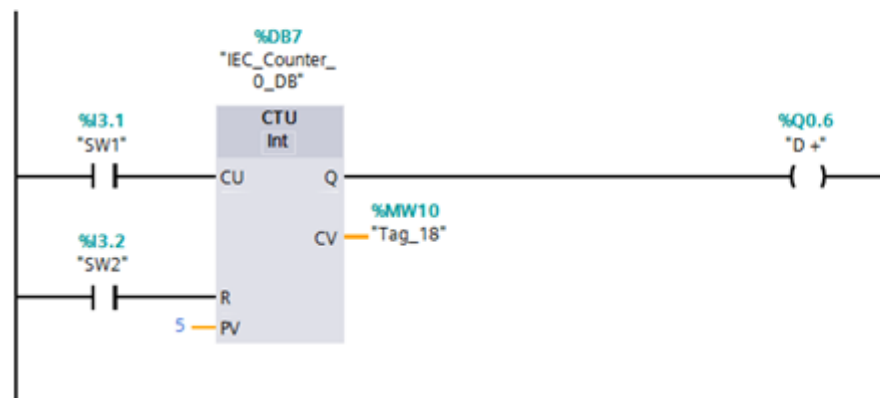 %DB7
"IEC_Counter_
0_DB"
CTU
Int
%I3.1
"SW1"
CU
Q
%Q0.6
"D +"
%MW10
CV
"Tag_18"
%I3.2
"SW2"
R
5
PV